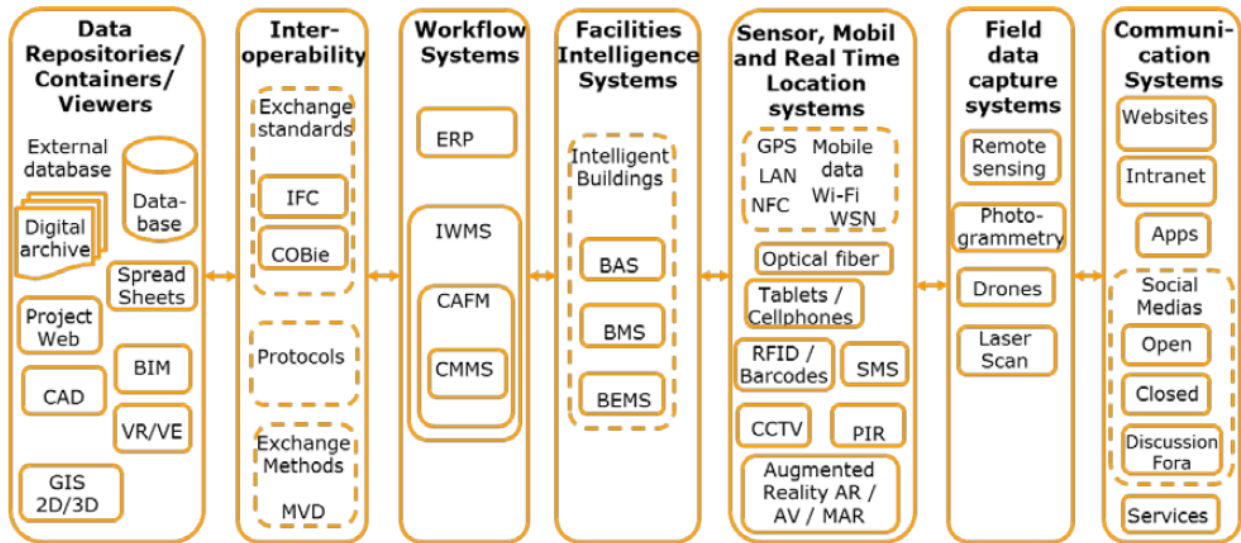 Data
Repositories/
Containers/
Viewers
External
database
Data-
base
Digital
archive
Spread
Sheets
Project
Web
BIM
CAD
VR/VE
GIS
2D/3D
Inter-
operability
Exchange
standards
IFC
COBie
Protocols
Exchange
Methods
MVD
Workflow
Systems
ERP
IWMS
CAFM
CMMS
Facilities
Intelligence
Systems
Intelligent
Buildings
BAS
BMS
BEMS
Sensor, Mobil
and Real Time
Location
systems
GPS
Mobile
data
LAN
Wi-Fi
NFC
WSN
Optical fiber
Tablets /
Cellphones
RFID /
Barcodes
SMS
CCTV
PIR
Augmented
Reality AR /
AV / MAR
Field
data
capture
systems
Remote
sensing
Photo-
grammetry
Drones
Laser
Scan
Communi-
cation
Systems
Websites
Intranet
Apps
Social
Medias
Open
Closed
Discussion
Fora
Services